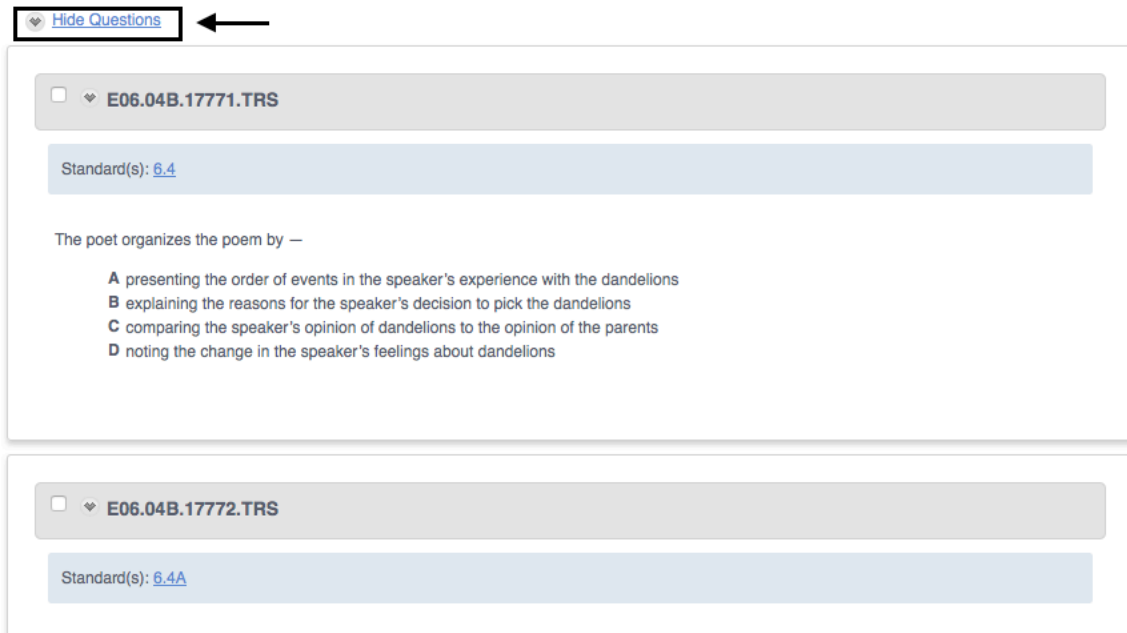 Hide Questions
E06.04B.17771.TRS
Standard(s): 6.4
The poet organizes the poem by —
A presenting the order of events in the speaker's experience with the dandelions
B explaining the reasons for the speaker's decision to pick the dandelions
C comparing the speaker's opinion of dandelions to the opinion of the parents
D noting the change in the speaker's feelings about dandelions
E06.04B.17772.TRS
Standard(s): 6.4A